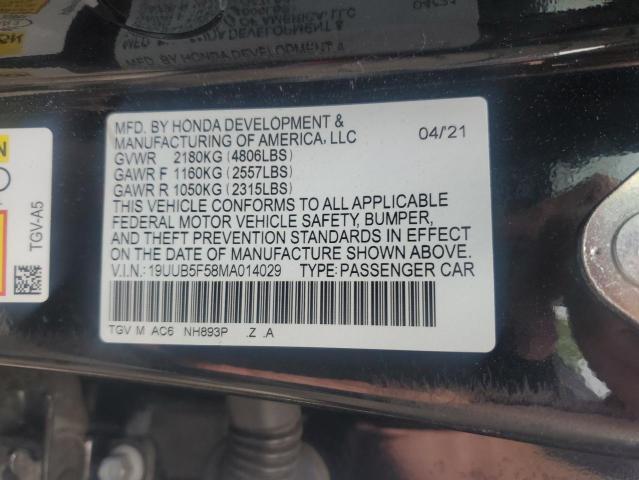 MFD. BY HONDA DEVELOPMENT &
MANUFACTURING OF AMERICA, LLC 04/21
GVWR 2180KG (4806LBS)
GAWR F 1160KG (2557LBS)
GAWR R 1050KG (2315LBS)
THIS VEHICLE CONFORMS TO ALL APPLICABLE
FEDERAL MOTOR VEHICLE SAFETY, BUMPER,
AND THEFT PREVENTION STANDARDS IN EFFECT
ON THE DATE OF MANUFACTURE SHOWN ABOVE.
V.I.N.: 19UUB5F58MA014029 TYPE: PASSENGER CAR
TGV M AC6 NH893P .Z .A
TGV-A5